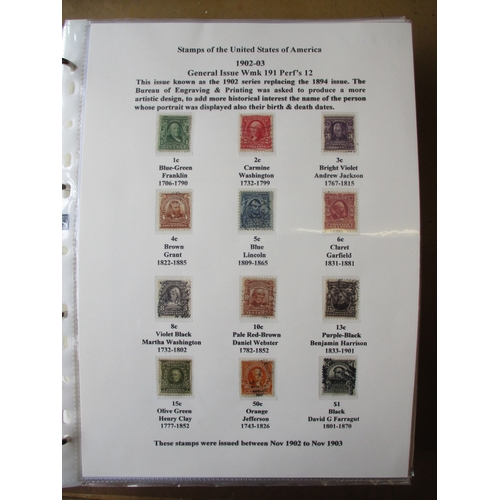 Stamps of the United States of America
1902-03
General Issue Wmk 191 Perf's 12
This issue known as the 1902 series replacing the 1894 issue. The
Bureau of Engraving & Printing was asked to produce a more
artistic design, to add more historical interest the name of the person
whose portrait was displayed also their birth & death dates.
1c 2c 3c
Blue-Green Carmine Bright Violet
Franklin Washington Andrew Jackson
1706-1790 1732-1799 1767-1815
4c 5c 6c
Brown Blue Claret
Grant Lincoln Garfield
1822-1885 1809-1865 1831-1881
8c 10c 13c
Violet Black Pale Red-Brown Purple-Black
Martha Washington Daniel Webster Benjamin Harrison
1732-1802 1782-1852 1833-1901
15c 50c $1
Olive Green Orange Black
Henry Clay Jefferson David G Farragut
1777-1852 1743-1826 1801-1870
These stamps were issued between Nov 1902 to Nov 1903